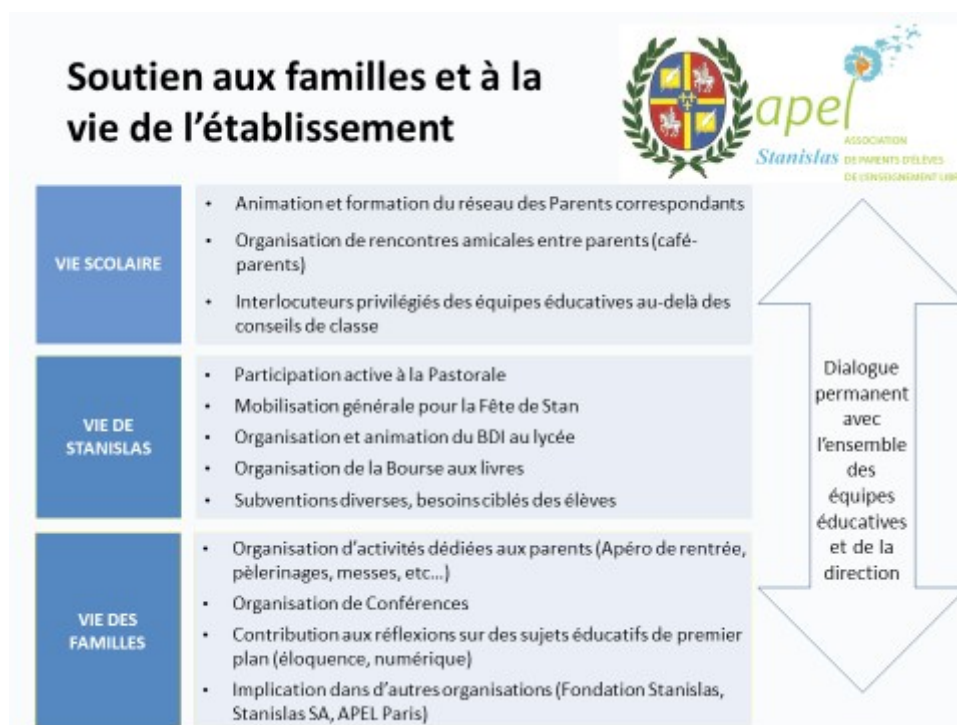 Soutien aux familles et à la
vie de l'établissement
apel
Stanislas
ASSOCIATION
DE PARENTS D'ÉLÈVES
DE L'ENSEIGNEMENT LIBR
VIE SCOLAIRE
• Animation et formation du réseau des Parents correspondants
• Organisation de rencontres amicales entre parents (café-
parents)
• Interlocuteurs privilégiés des équipes éducatives au-delà des
conseils de classe
VIE DE
STANISLAS
• Participation active à la Pastorale
• Mobilisation générale pour la Fête de Stan
• Organisation et animation du BDI au lycée
• Organisation de la Bourse aux livres
• Subventions diverses, besoins ciblés des élèves
VIE DES
FAMILLES
• Organisation d'activités dédiées aux parents (Apéro de rentrée,
pèlerinages, messes, etc...)
• Organisation de Conférences
• Contribution aux réflexions sur des sujets éducatifs de premier
plan (éloquence, numérique)
• Implication dans d'autres organisations (Fondation Stanislas,
Stanislas SA, APEL Paris)
Dialogue
permanent
avec
l'ensemble
des
équipes
éducatives
et de la
direction